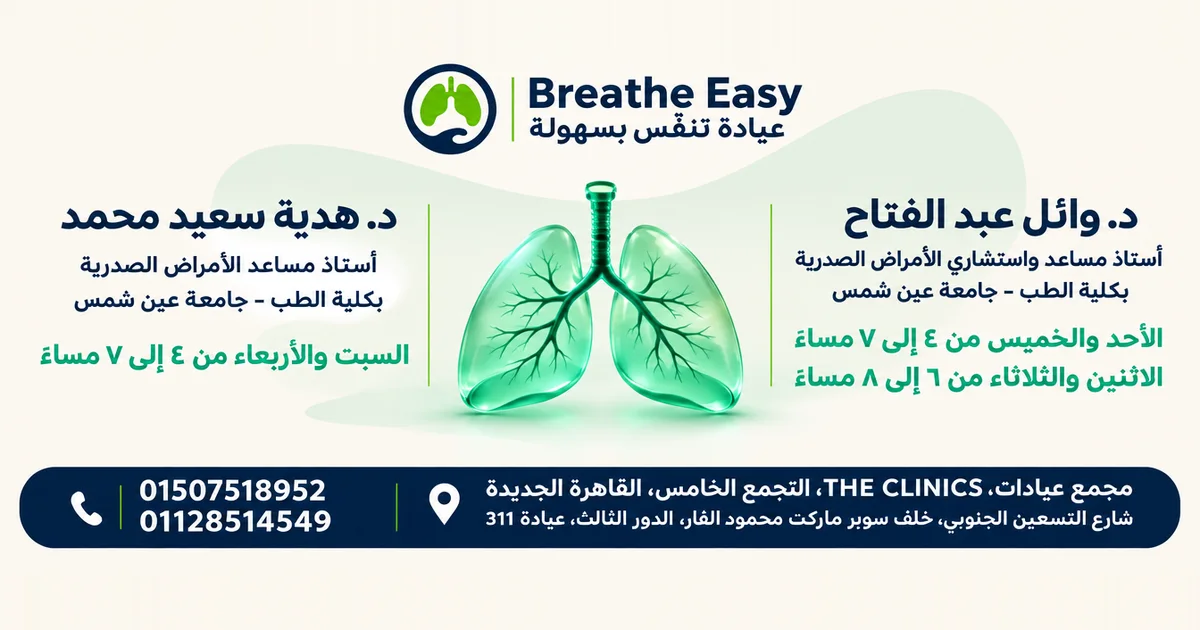 Breathe Easy
عيادة تنفّس بسهولة
د. وائل عبد الفتاح
أستاذ مساعد واستشاري الأمراض الصدرية
بكلية الطب - جامعة عين شمس
الأحد والخميس من ٤ إلى ٧ مساءً
الاثنين والثلاثاء من ٦ إلى ٨ مساءً
د. هدية سعيد محمد
أستاذ مساعد الأمراض الصدرية
بكلية الطب - جامعة عين شمس
السبت والأربعاء من ٤ إلى ٧ مساءً
مجمع عيادات، THE CLINICS، التجمع الخامس، القاهرة الجديدة
شارع التسعين الجنوبي، خلف سوبر ماركت محمود الفار، الدور الثالث، عيادة 311
01507518952
01128514549